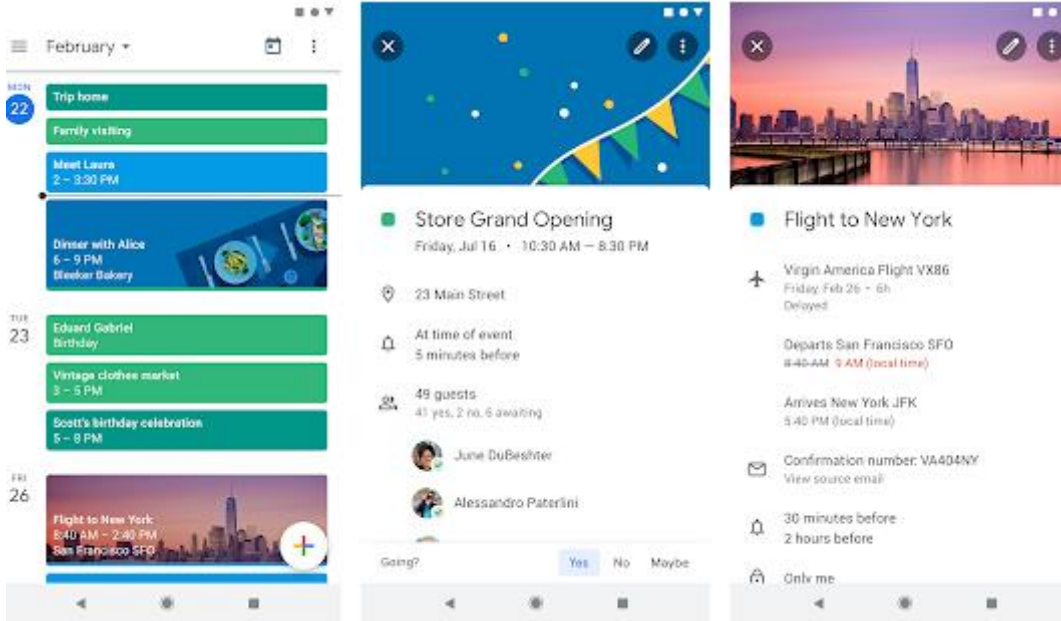 February
MON
22
Trip home
Family visiting
Meet Laura
2 – 3:30 PM
Dinner with Alice
6 – 9 PM
Bleeker Bakery
TUE
23
Eduard Gabriel
Birthday
Vintage clothes market
3 – 5 PM
Scott's birthday celebration
5 – 8 PM
FRI
26
Flight to New York
8:40 AM – 2:40 PM
San Francisco SFO
Store Grand Opening
Friday, Jul 16 • 10:30 AM – 8:30 PM
23 Main Street
At time of event
5 minutes before
49 guests
41 yes, 2 no, 6 awaiting
June DuBeshter
Alessandro Paterlini
Going?
Yes No Maybe
Flight to New York
Virgin America Flight VX86
Friday, Feb 26 • 6h
Delayed
Departs San Francisco SFO
8:40 AM 9 AM (local time)
Arrives New York JFK
5:40 PM (local time)
Confirmation number: VA404NY
View source email
30 minutes before
2 hours before
Only me